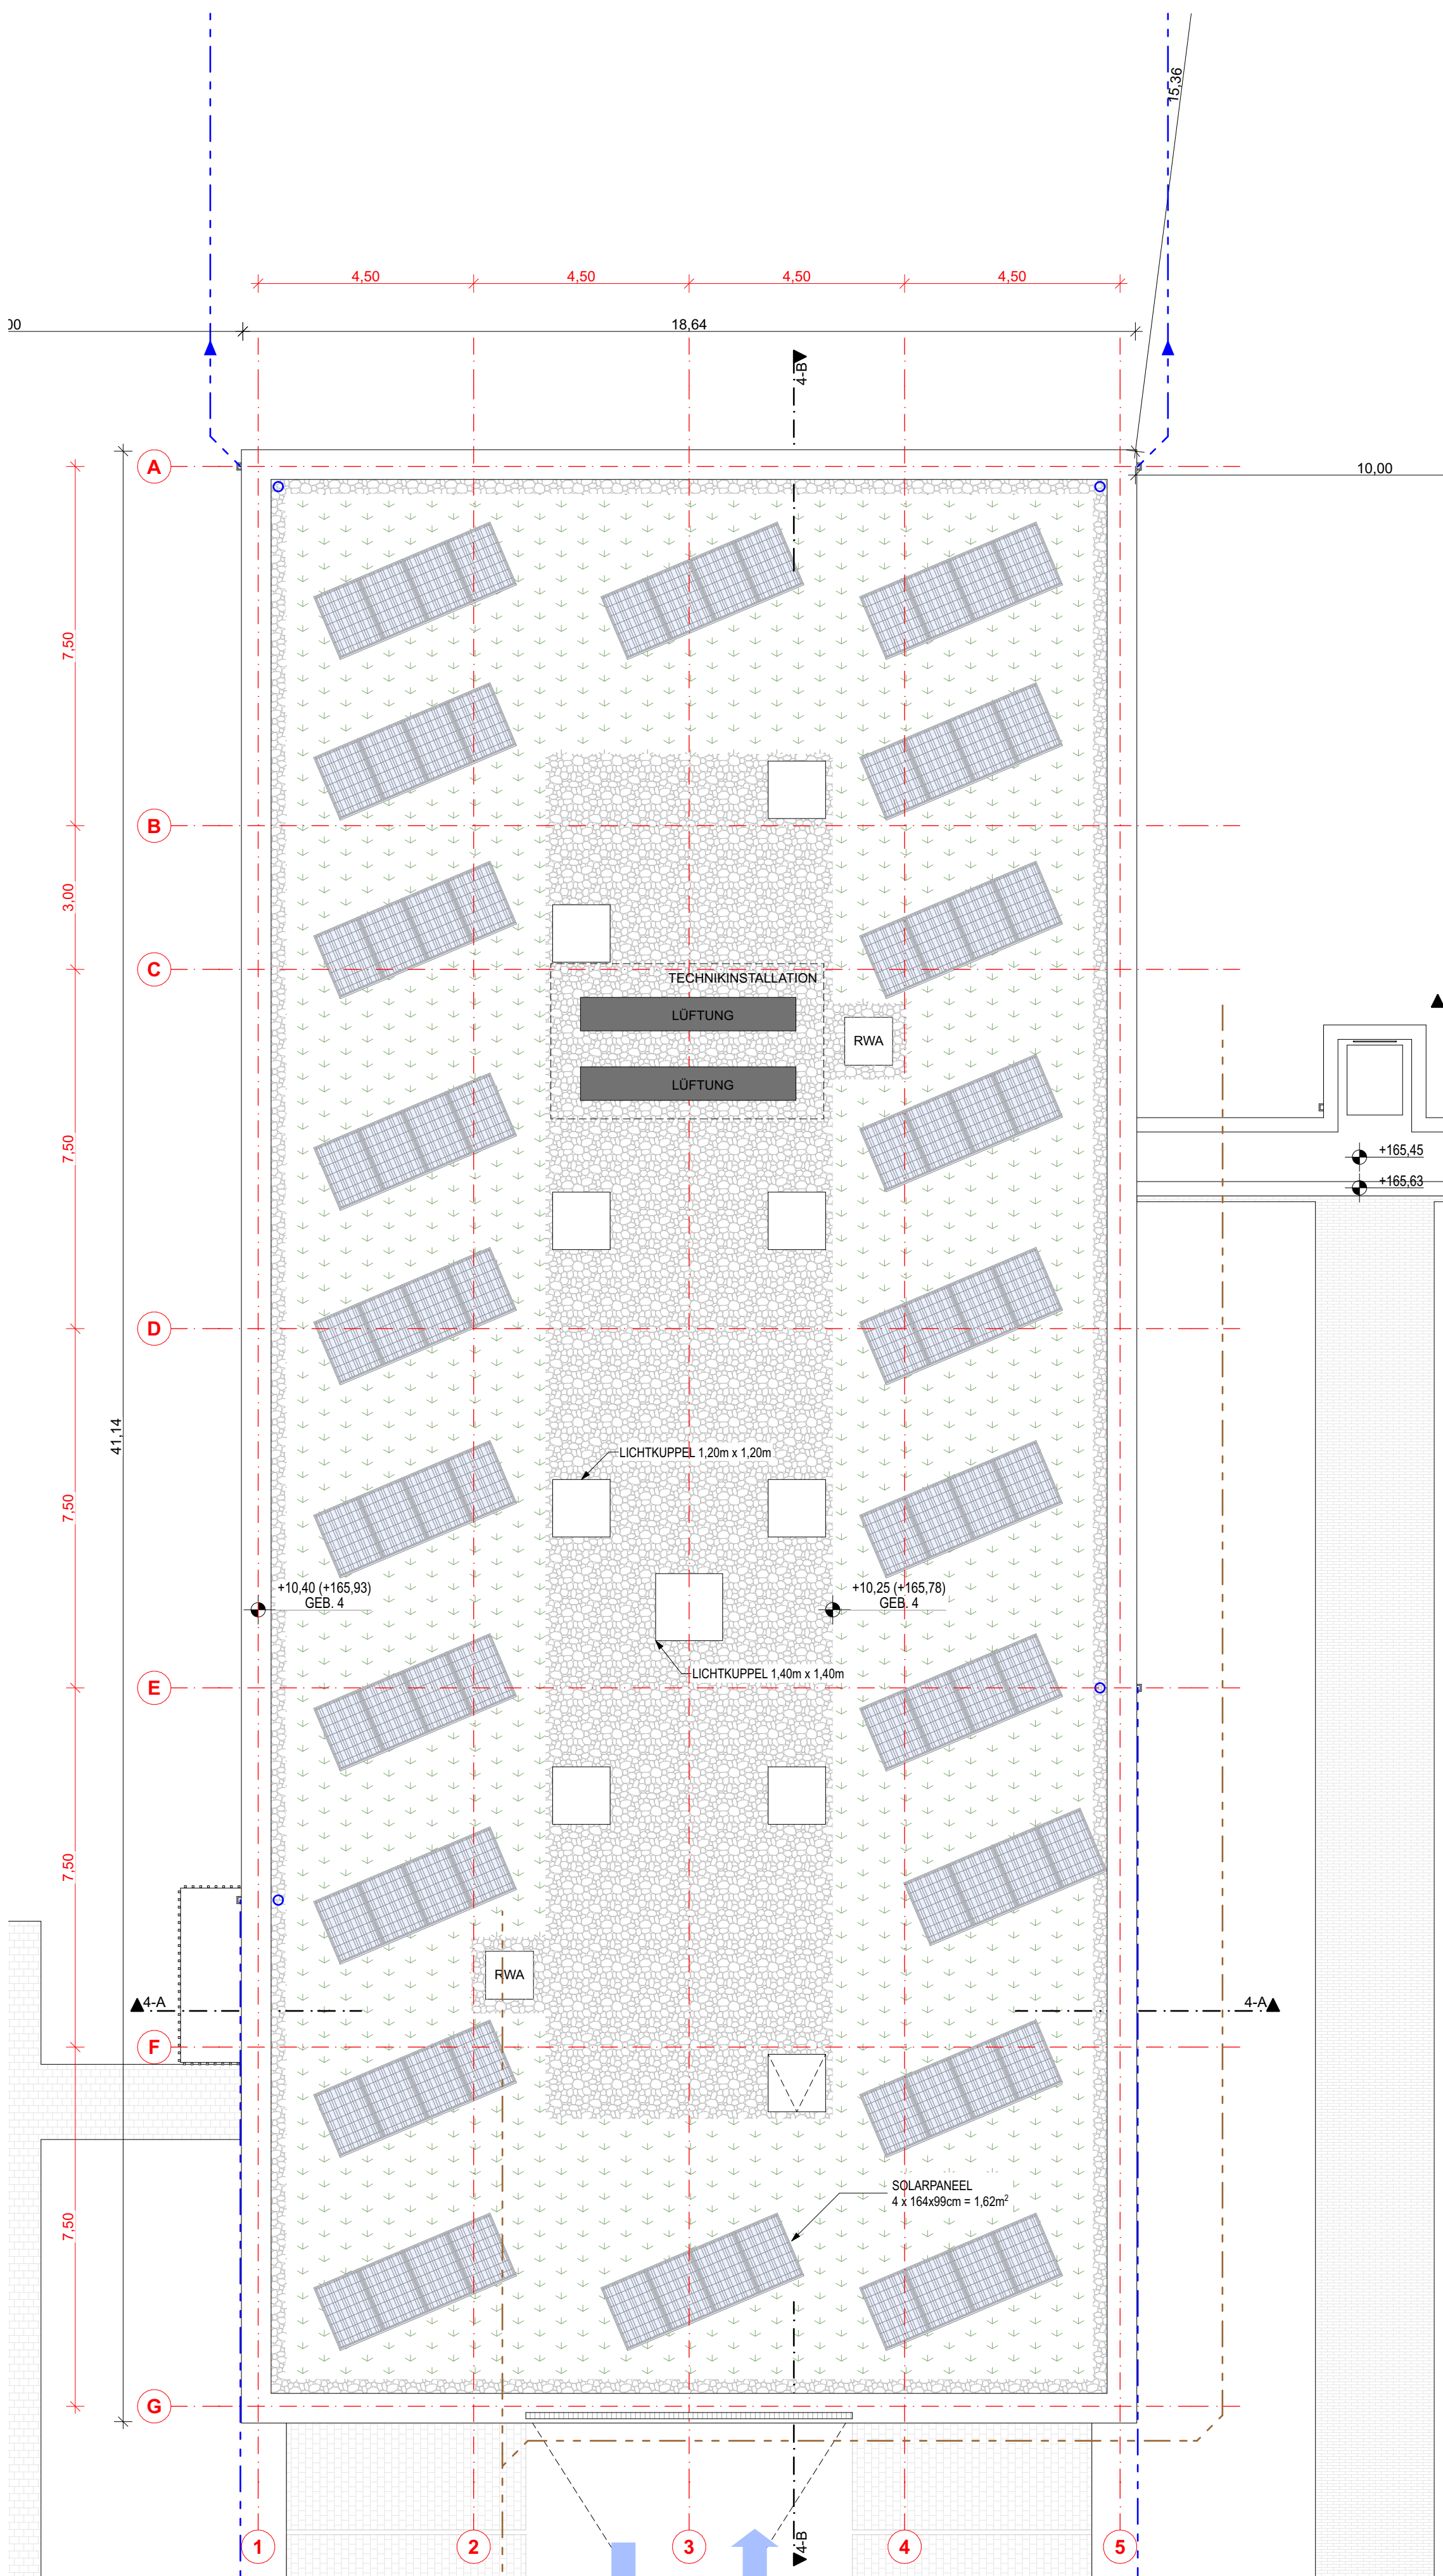 15,36
4,50
4,50
4,50
4,50
00
18,64
4-B
A
10,00
7,50
B
3,00
C
TECHNIKINSTALLATION
LÜFTUNG
RWA
LÜFTUNG
7,50
+165,45
+165,63
D
41,14
LICHTKUPPEL 1,20m x 1,20m
7,50
+10,40 (+165,93)
GEB. 4
+10,25 (+165,78)
GEB. 4
LICHTKUPPEL 1,40m x 1,40m
E
7,50
RWA
4-A
4-A
F
SOLARPANEEL
4 x 164x99cm = 1,62m²
7,50
G
4-B
1
2
3
4
5